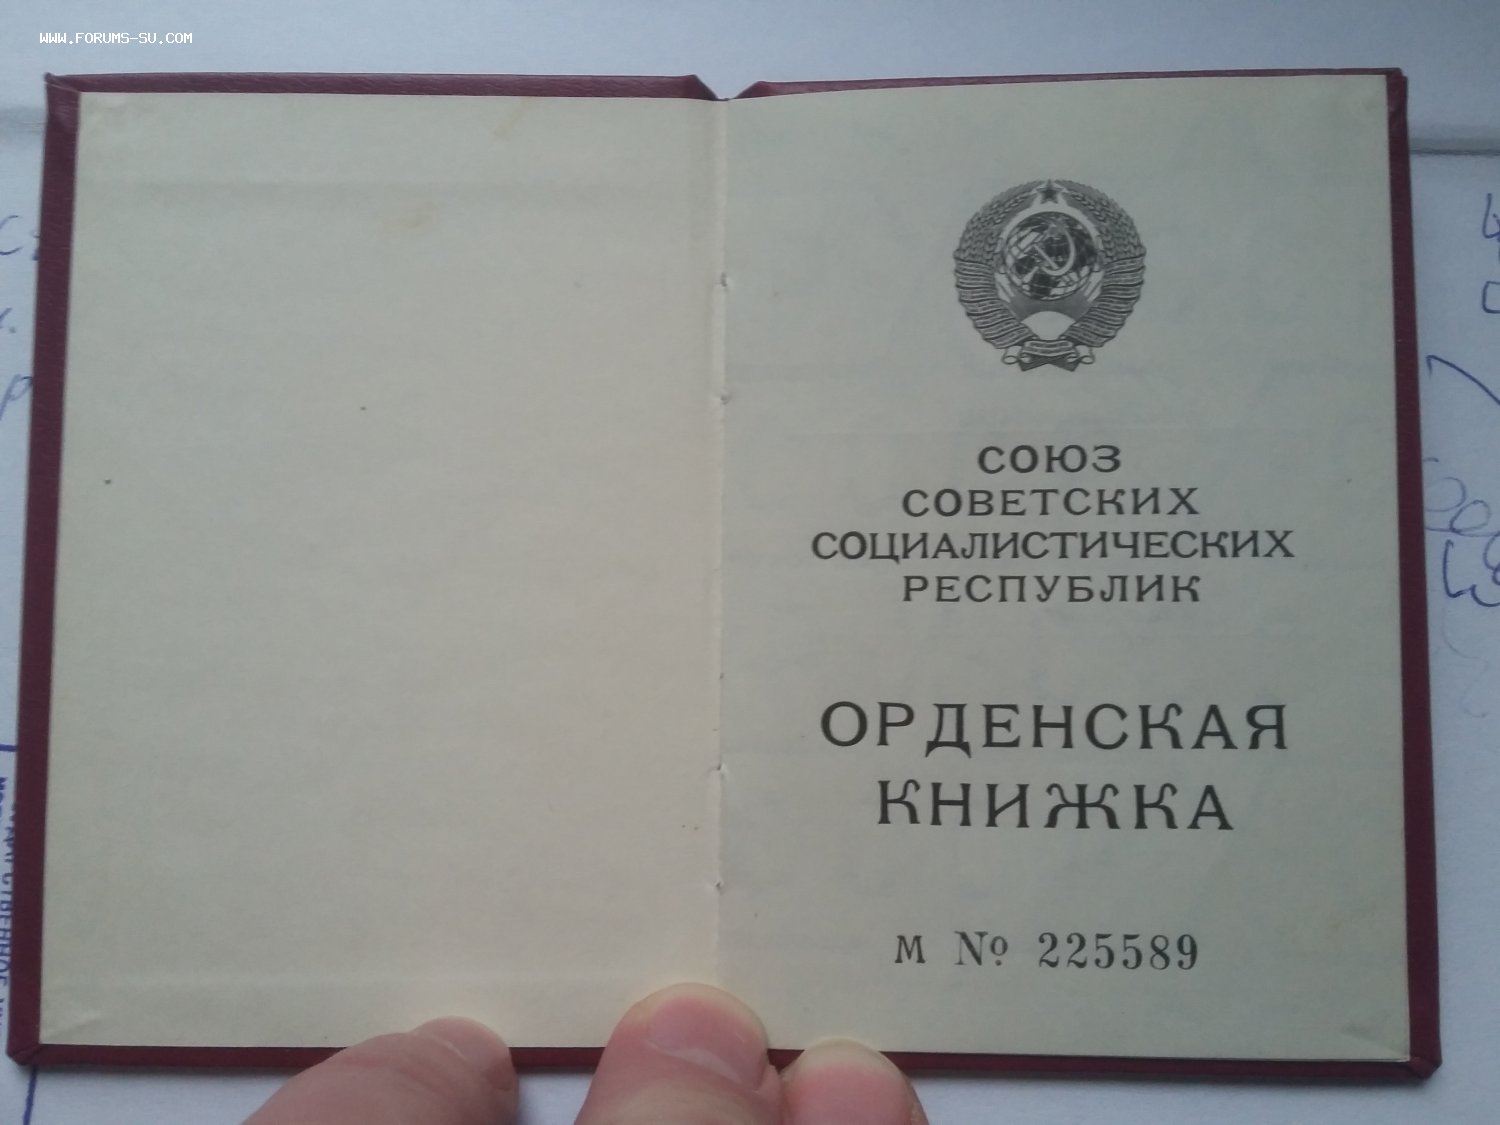 WWW.FORUMS-SU.COM
СОЮЗ
СОВЕТСКИХ
СОЦИАЛИСТИЧЕСКИХ
РЕСПУБЛИК
ОРДЕНСКАЯ
КНИЖКА
М № 225589